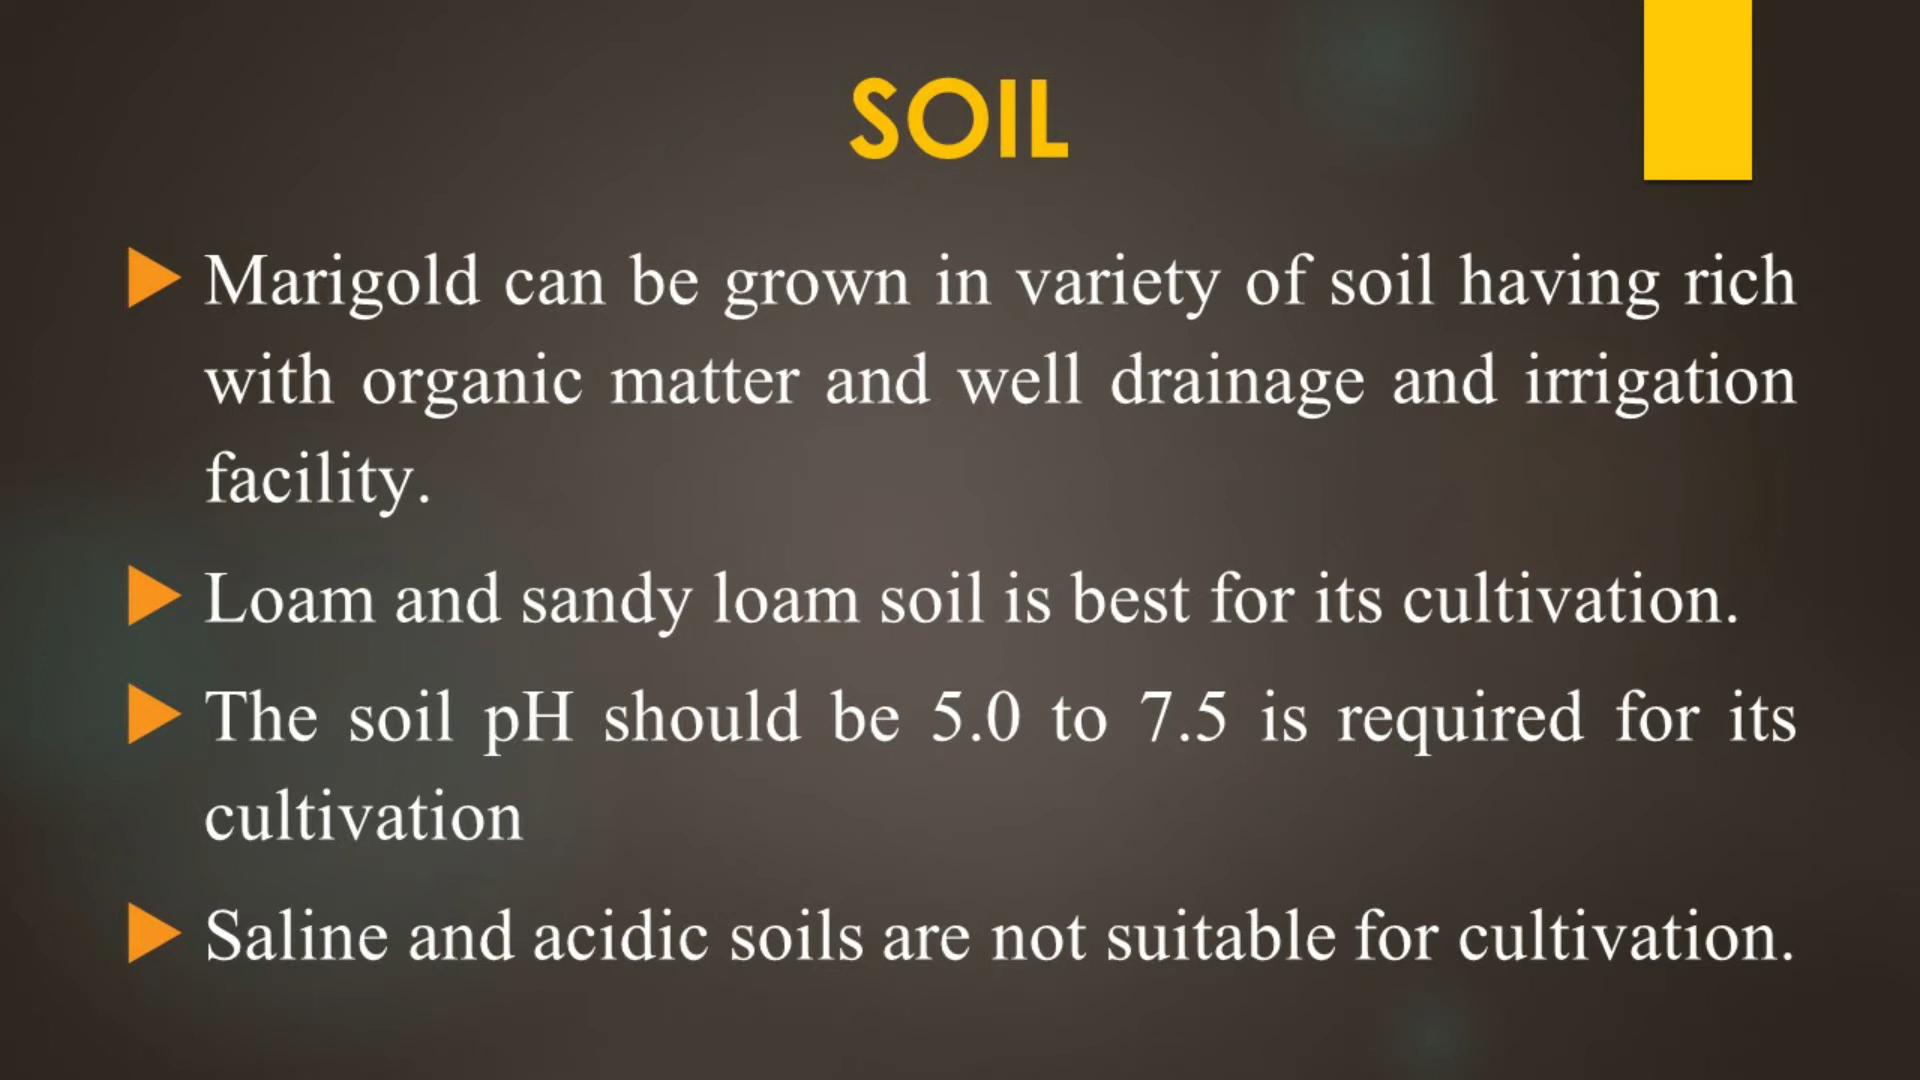 SOIL
Marigold can be grown in variety of soil having rich
with organic matter and well drainage and irrigation
facility.
Loam and sandy loam soil is best for its cultivation.
The soil pH should be 5.0 to 7.5 is required for its
cultivation
Saline and acidic soils are not suitable for cultivation.